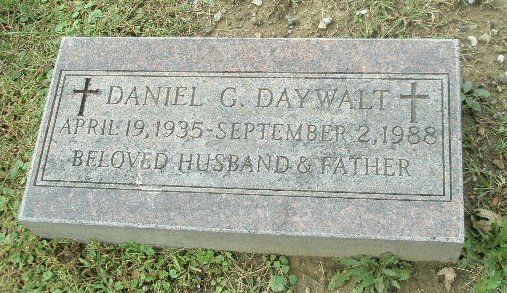 DANIEL G. DAYWALT
APRIL 19, 1935-SEPTEMBER 2, 1988
BELOVED HUSBAND & FATHER